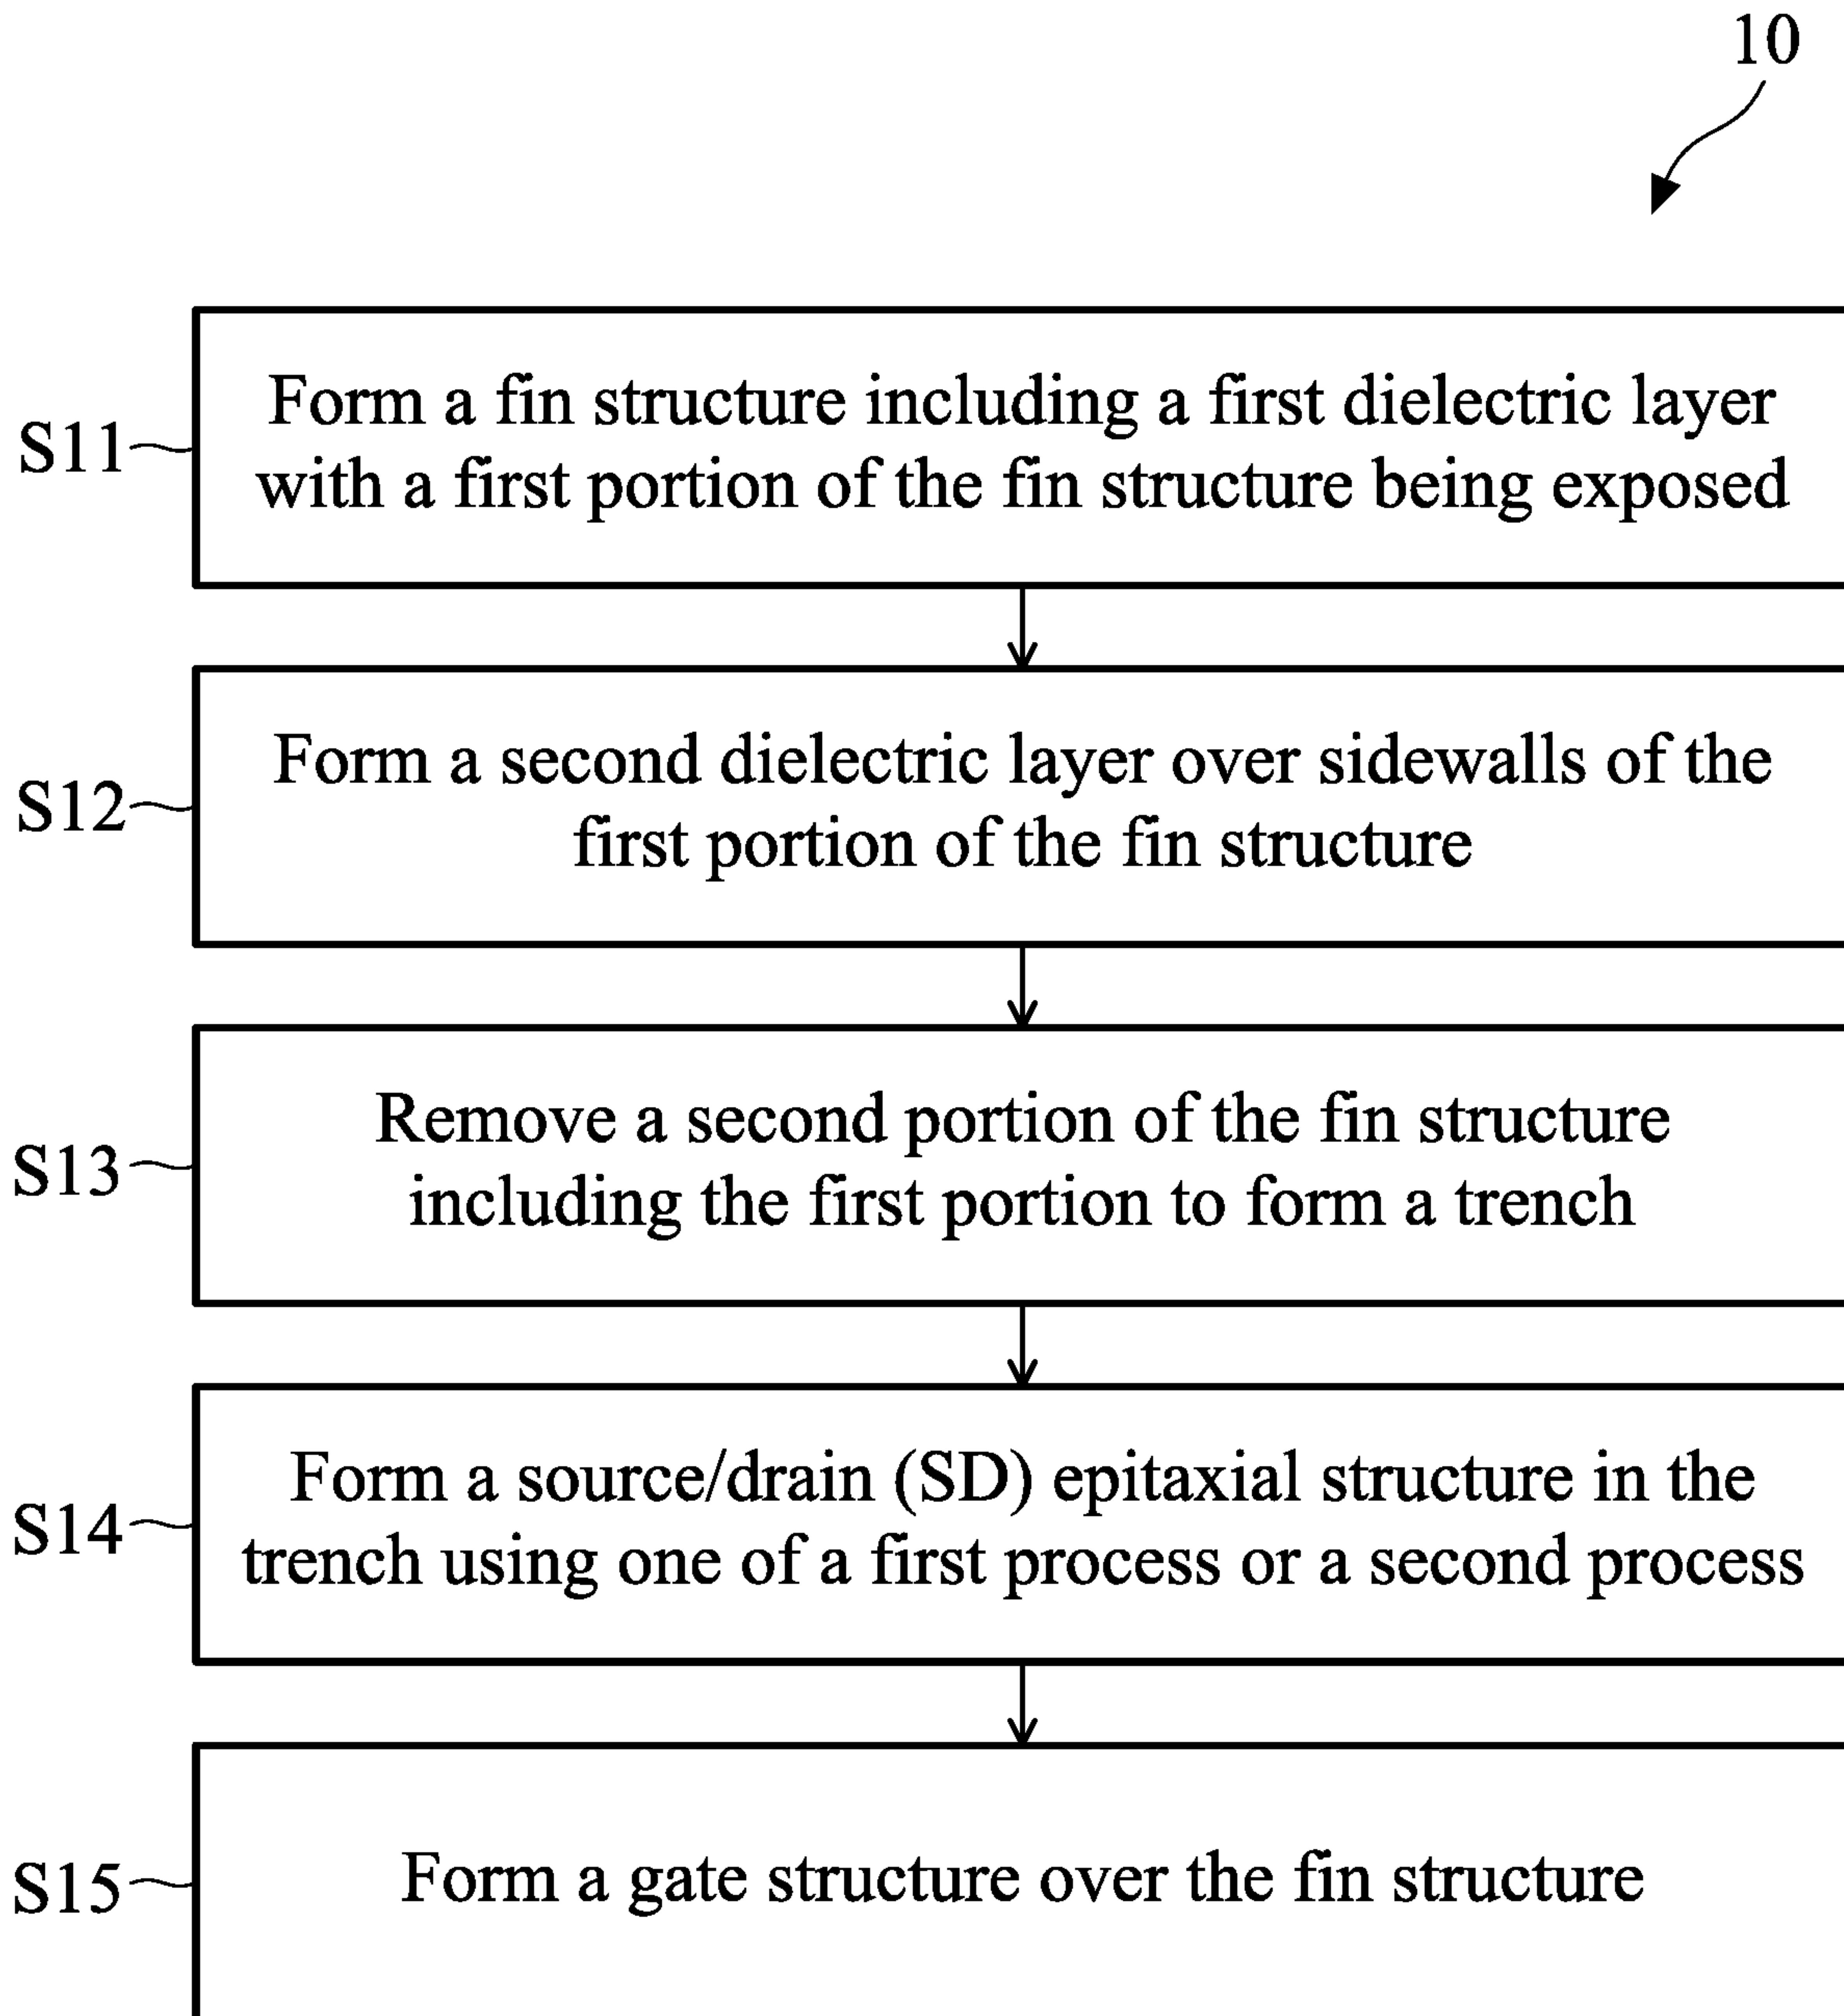 10
S11
Form a fin structure including a first dielectric layer
with a first portion of the fin structure being exposed
S12
Form a second dielectric layer over sidewalls of the
first portion of the fin structure
S13
Remove a second portion of the fin structure
including the first portion to form a trench
S14
Form a source/drain (SD) epitaxial structure in the
trench using one of a first process or a second process
S15
Form a gate structure over the fin structure